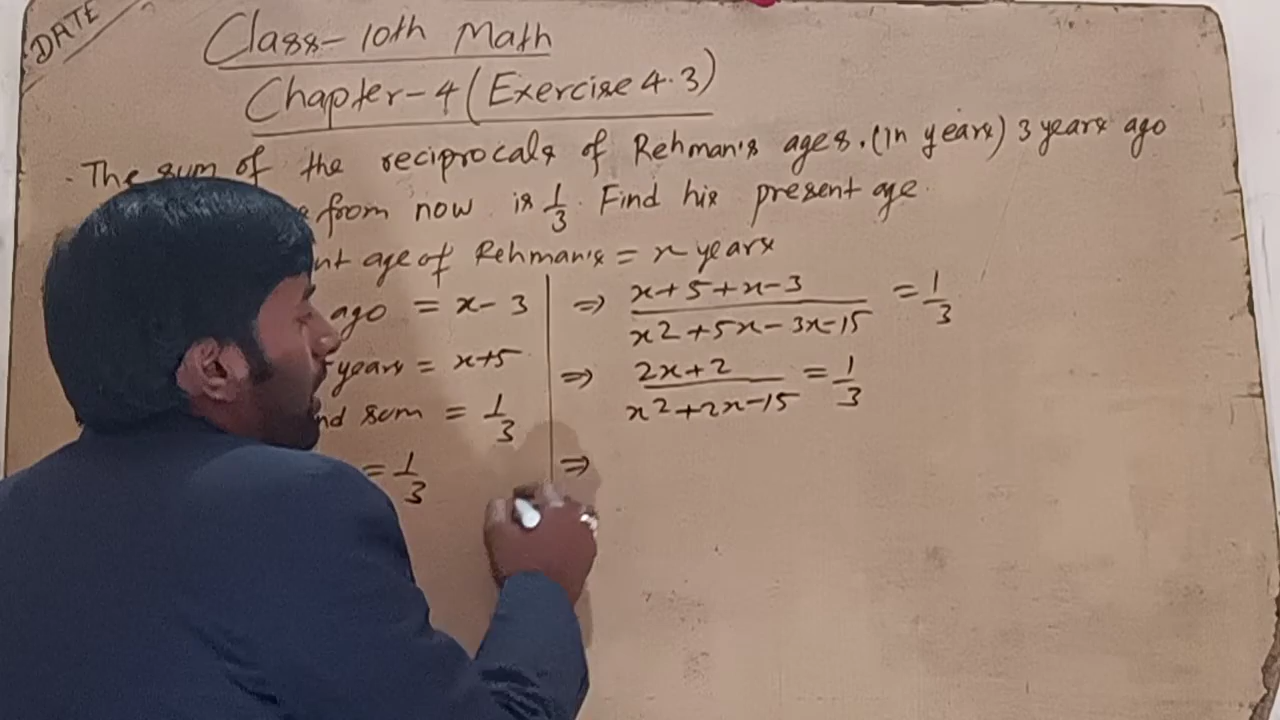 DATE
Class-10th Math
Chapter-4(Exercise 4.3)
The sum of the reciprocals of Rehman's ages. (in years) 3 years ago
from now is 1/3. Find his present age.
age of Rehman's = x years
ago = x-3
years = x+5
sum = 1/3
= 1/3
⇒ x+5+x-3 / x2+5x-3x-15 = 1/3
⇒ 2x+2 / x2+2x-15 = 1/3
⇒